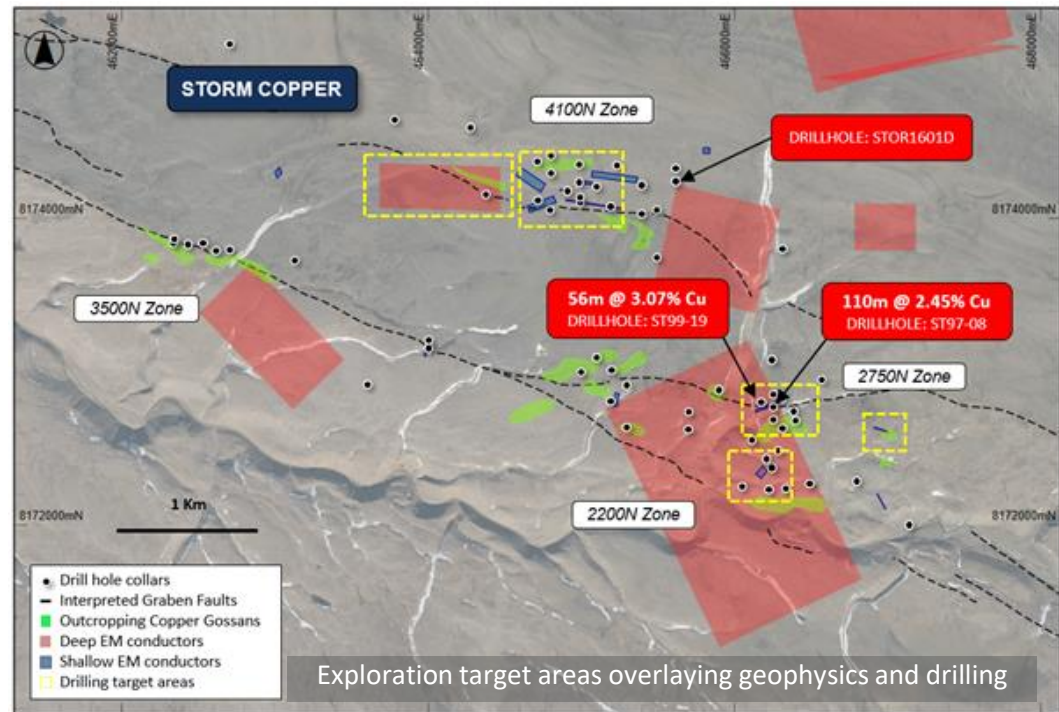 462000mE
464000mE
466000mE
468000mE
STORM COPPER
4100N Zone
DRILLHOLE: STOR1601D
8174000mN
8174000mN
3500N Zone
56m @ 3.07% Cu
DRILLHOLE: ST99-19
110m @ 2.45% Cu
DRILLHOLE: ST97-08
2750N Zone
1 Km
2200N Zone
8172000mN
8172000mN
Drill hole collars
Interpreted Graben Faults
Outcropping Copper Gossans
Deep EM conductors
Shallow EM conductors
Drilling target areas
Exploration target areas overlaying geophysics and drilling